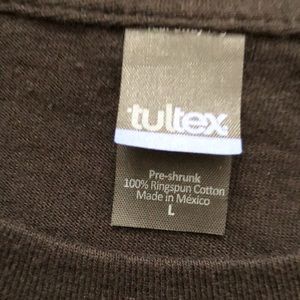 tultex
Pre-shrunk
100% Ringspun Cotton
Made in México
L